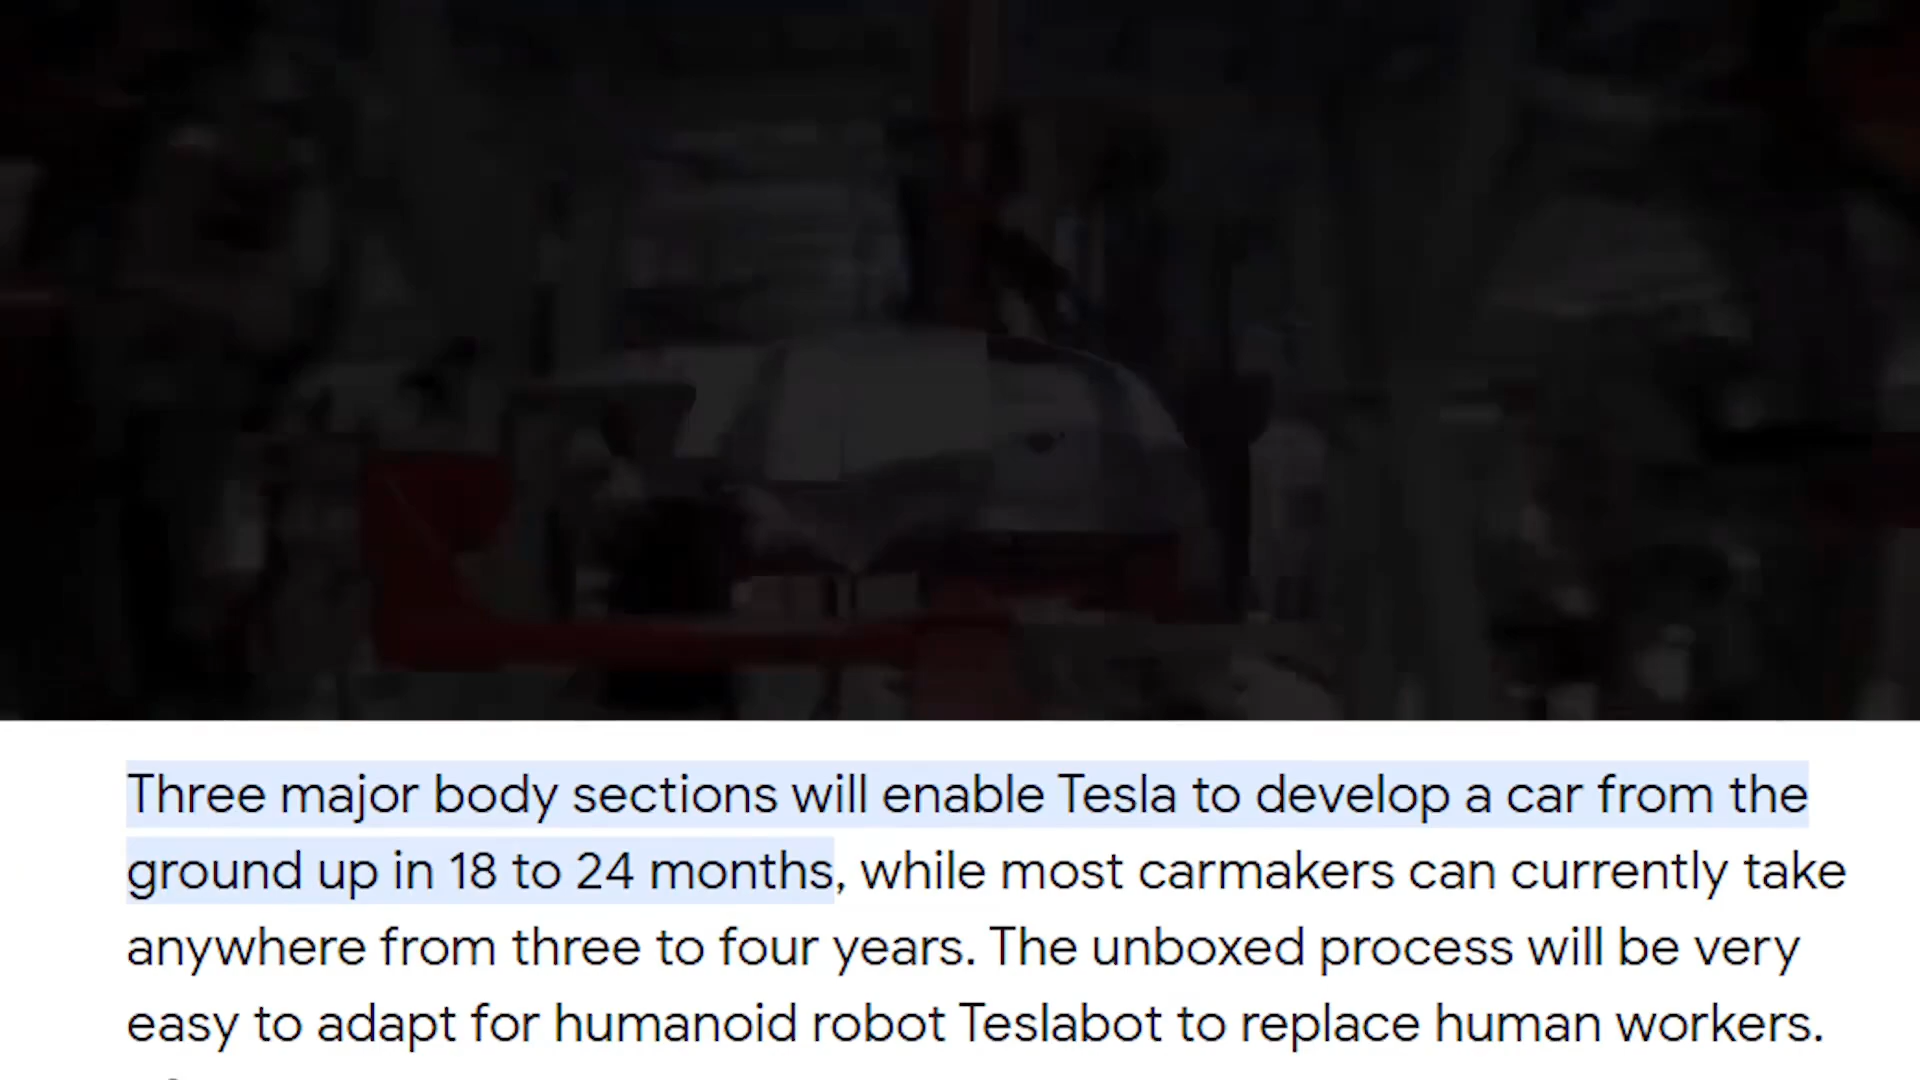 Three major body sections will enable Tesla to develop a car from the
ground up in 18 to 24 months, while most carmakers can currently take
anywhere from three to four years. The unboxed process will be very
easy to adapt for humanoid robot Teslabot to replace human workers.